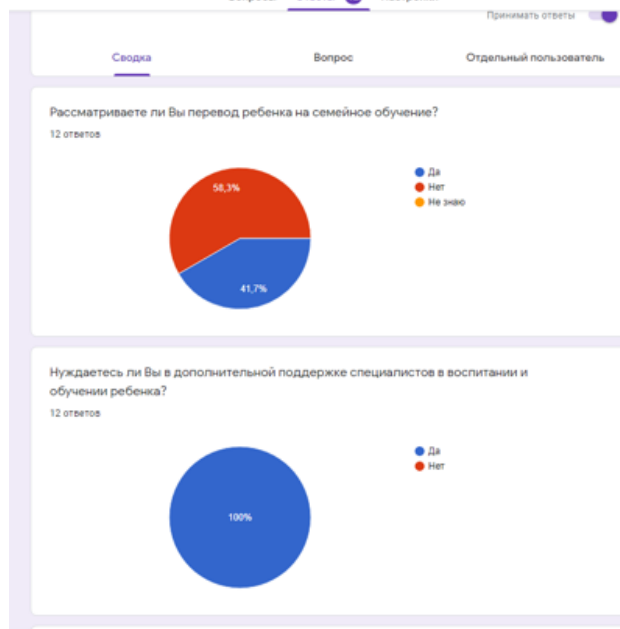 Принимать ответы
Сводка
Вопрос
Отдельный пользователь
Рассматриваете ли Вы перевод ребенка на семейное обучение?
12 ответов
58,3%
41,7%
Да
Нет
Не знаю
Нуждаетесь ли Вы в дополнительной поддержке специалистов в воспитании и
обучении ребенка?
12 ответов
100%
Да
Нет